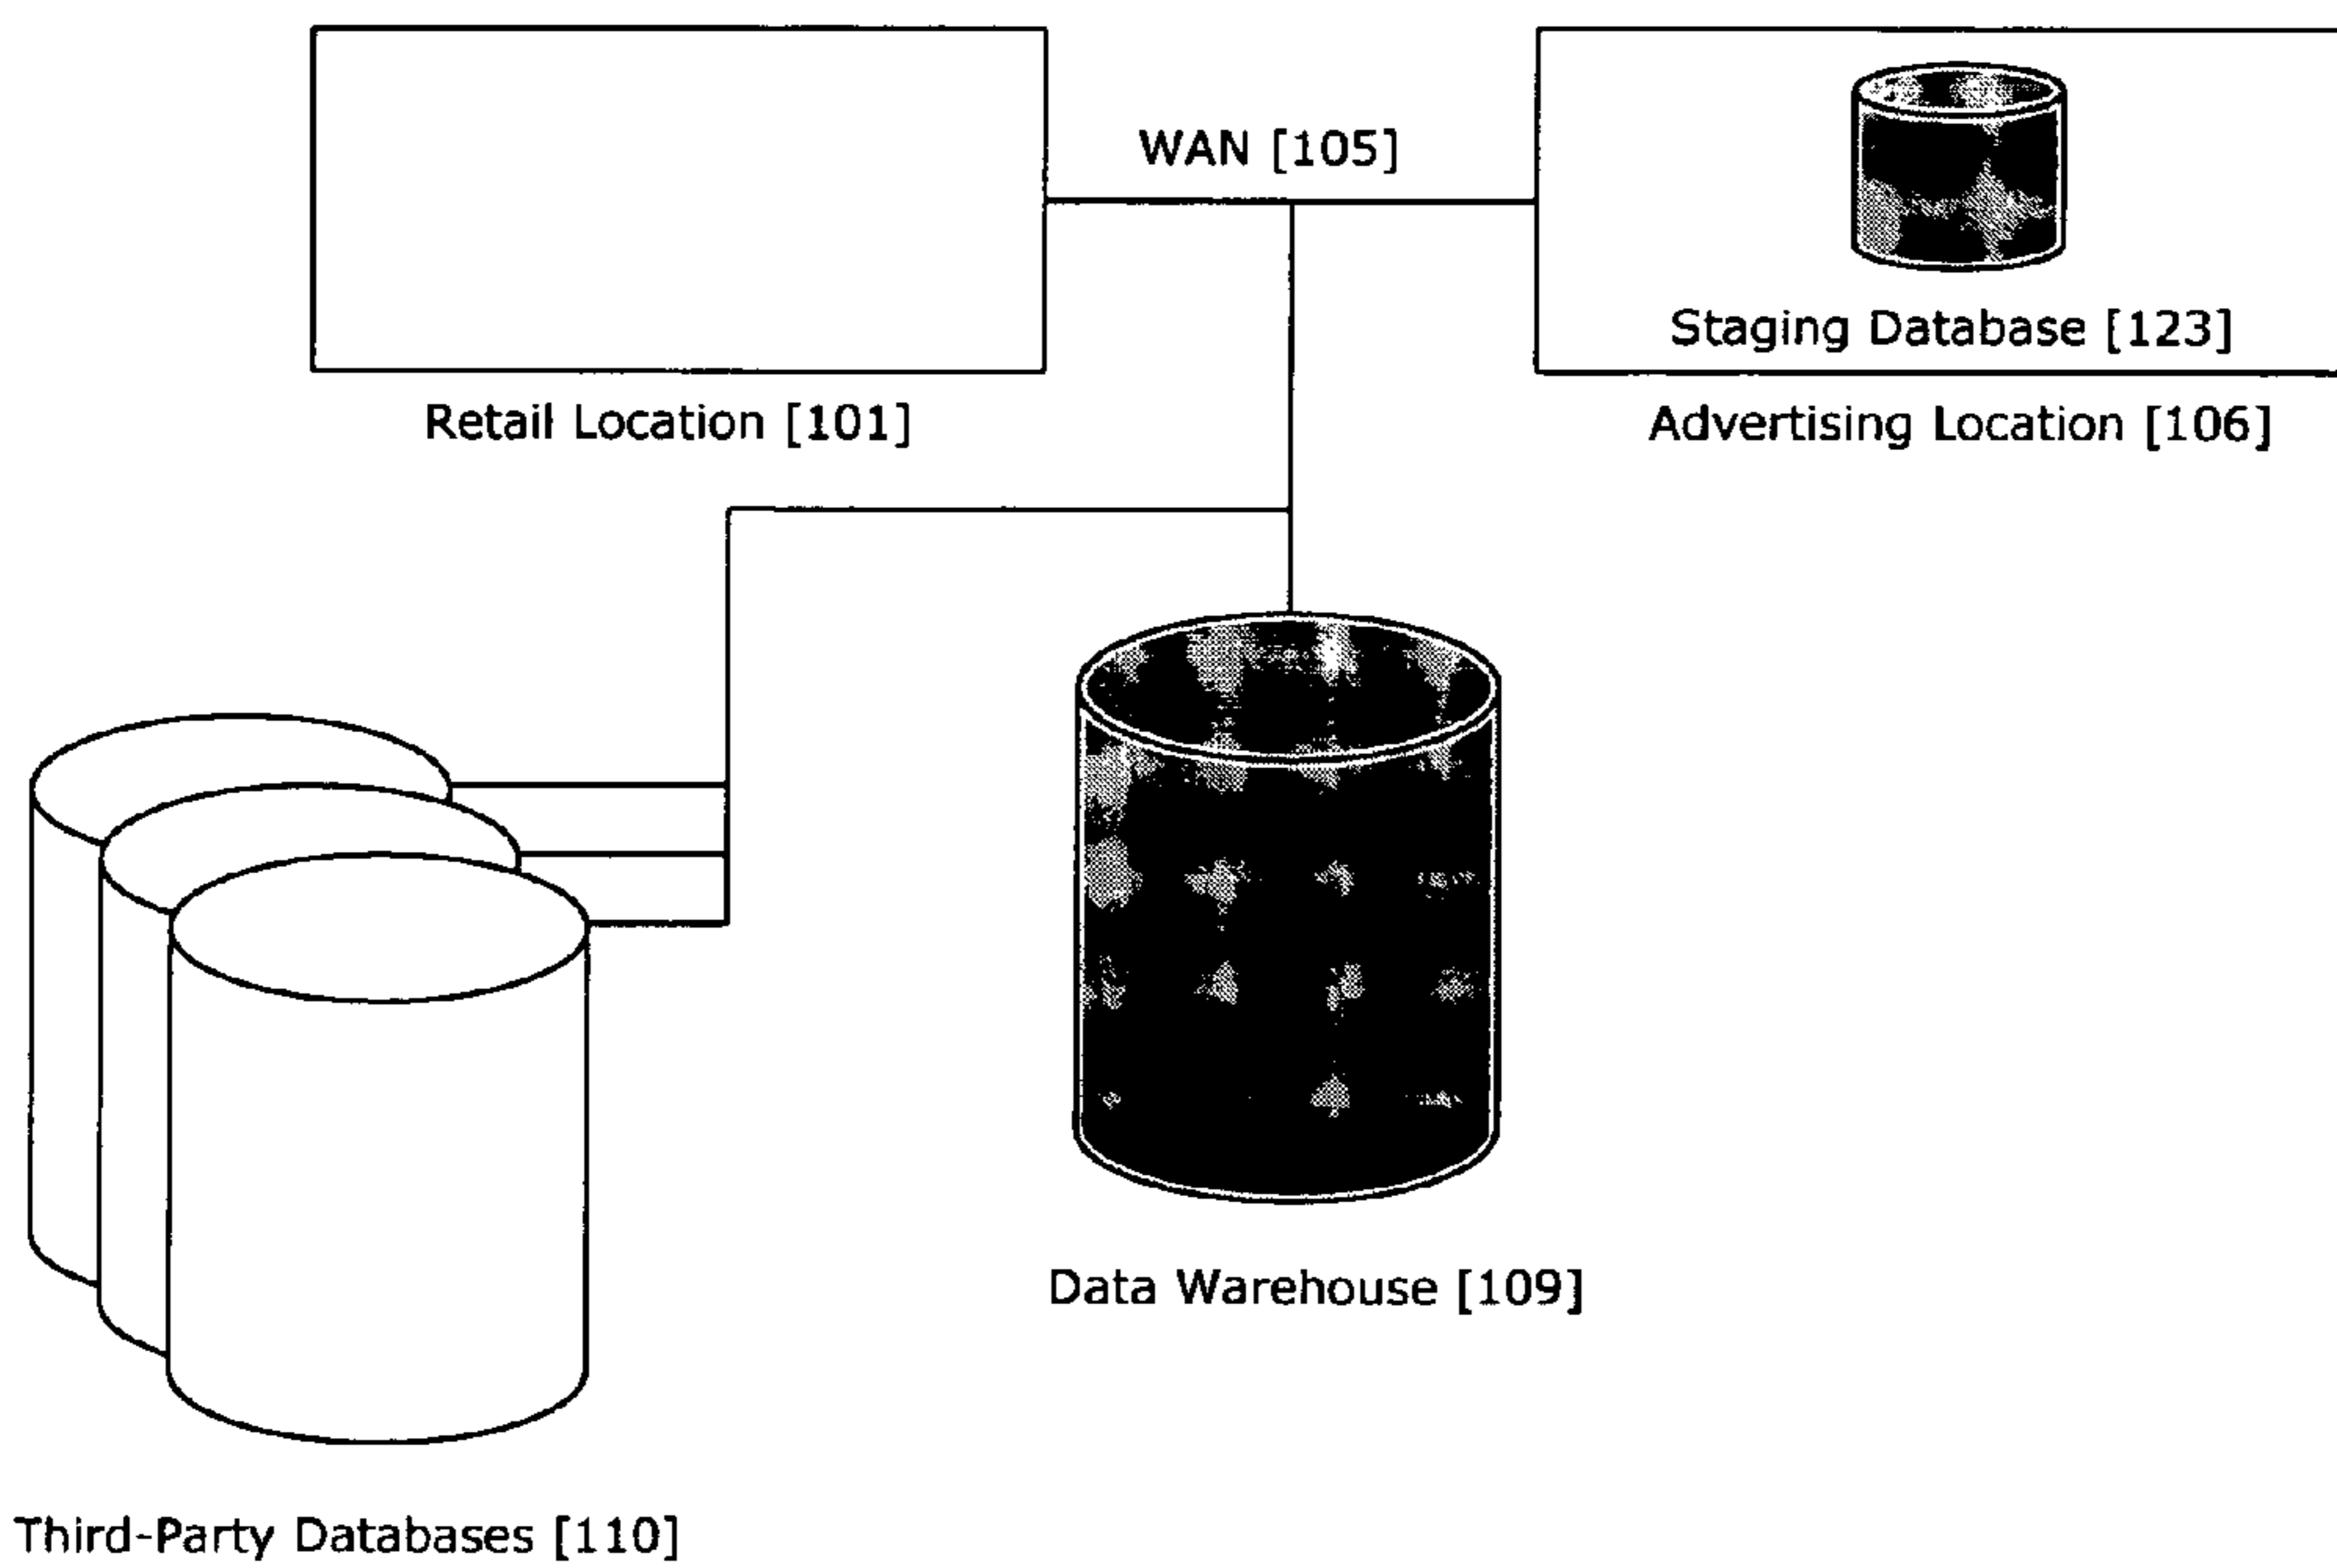 WAN [105]
Staging Database [123]
Retail Location [101]
Advertising Location [106]
Data Warehouse [109]
Third-Party Databases [110]